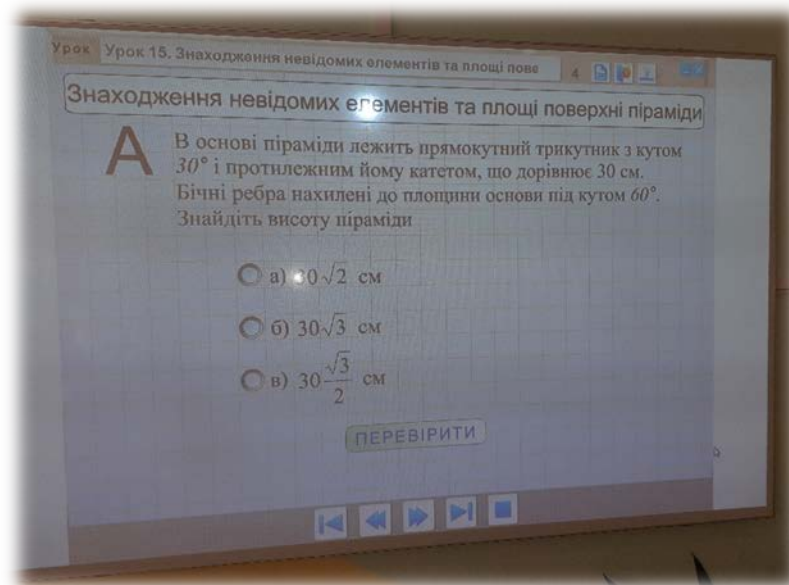 Урок Урок 15. Знаходження невідомих елементів та площі пове 4
Знаходження невідомих елементів та площі поверхні піраміди
А В основі піраміди лежить прямокутний трикутник з кутом
30° і протилежним йому катетом, що дорівнює 30 см.
Бічні ребра нахилені до площини основи під кутом 60°.
Знайдіть висоту піраміди
а) 30√2 см
б) 30√3 см
в) 30 √3/2 см
ПЕРЕВІРИТИ